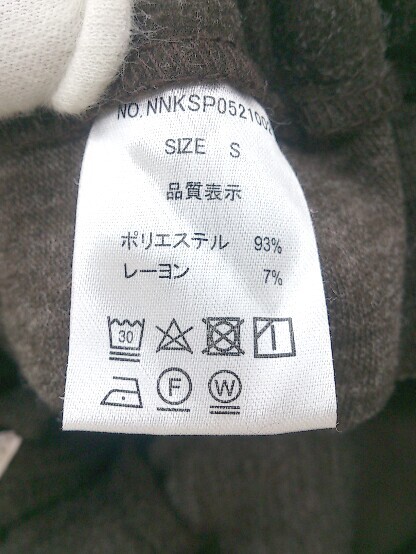 NO. NNKSP052100
SIZE S
品質表示
ポリエステル 93%
レーヨン 7%
30
F W